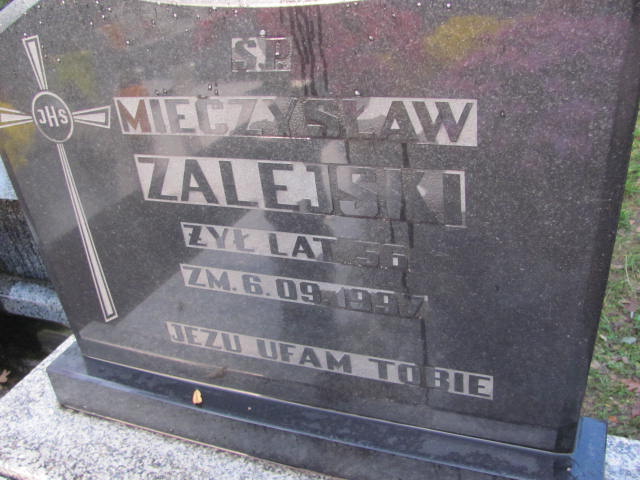 Ś.P.
JHS
MIECZYSŁAW
ZALEJSKI
ŻYŁ LAT 56
ZM. 6.09.1997
JEZU UFAM TOBIE